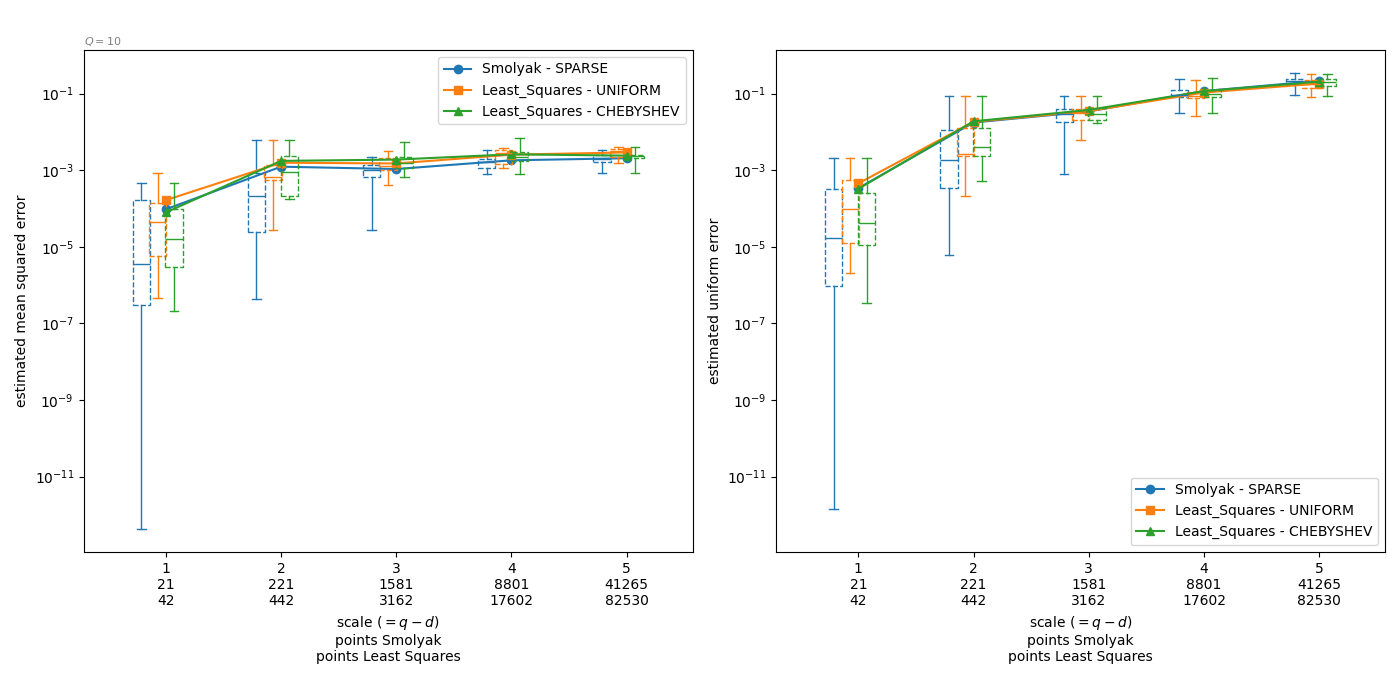 Q = 10
Smolyak - SPARSE
Least_Squares - UNIFORM
Least_Squares - CHEBYSHEV
estimated mean squared error
10⁻¹
10⁻³
10⁻⁵
10⁻⁷
10⁻⁹
10⁻¹¹
1 2 3 4 5
21 221 1581 8801 41265
42 442 3162 17602 82530
scale (= q − d)
points Smolyak
points Least Squares
estimated uniform error
10⁻¹
10⁻³
10⁻⁵
10⁻⁷
10⁻⁹
10⁻¹¹
Smolyak - SPARSE
Least_Squares - UNIFORM
Least_Squares - CHEBYSHEV
1 2 3 4 5
21 221 1581 8801 41265
42 442 3162 17602 82530
scale (= q − d)
points Smolyak
points Least Squares